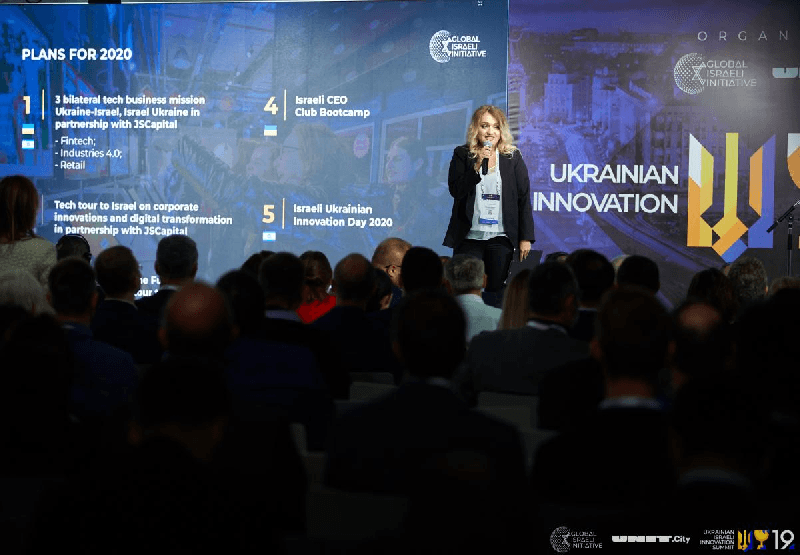 PLANS FOR 2020
GLOBAL
ISRAELI
INITIATIVE
1
3 bilateral tech business mission
Ukraine-Israel, Israel Ukraine in
partnership with JSCapital
- Fintech;
- Industries 4.0;
- Retail
4
Israeli CEO
Club Bootcamp
Tech tour to Israel on corporate
innovations and digital transformation
in partnership with JSCapital
5
Israeli Ukrainian
Innovation Day 2020
ORGAN
GLOBAL
ISRAELI
INITIATIVE
UKRAINIAN
INNOVATION
GLOBAL
ISRAELI
INITIATIVE
UNIT.City
UKRAINIAN
ISRAELI
INNOVATION
SUMMIT
19